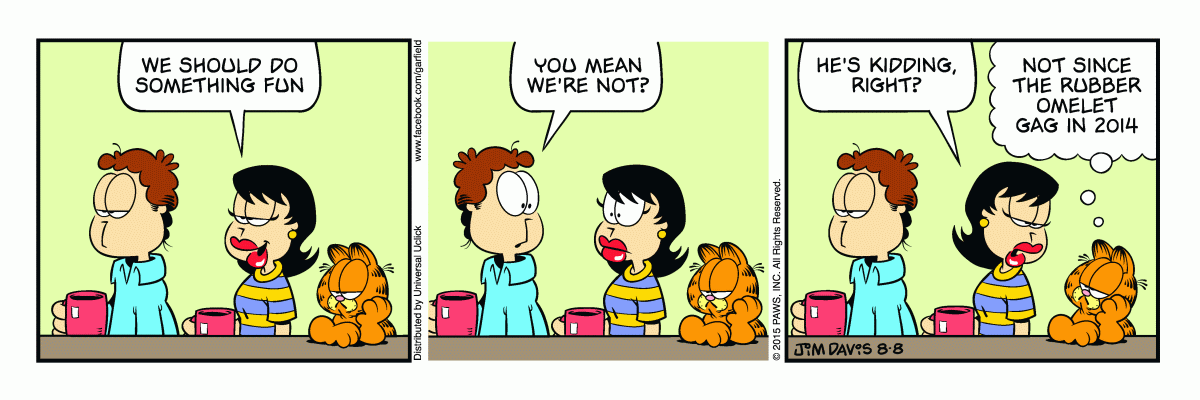 WE SHOULD DO
SOMETHING FUN
www.facebook.com/garfield
Distributed by Universal Uclick
YOU MEAN
WE'RE NOT?
© 2015 PAWS, INC. All Rights Reserved.
HE'S KIDDING,
RIGHT?
NOT SINCE
THE RUBBER
OMELET
GAG IN 2014
JIM DAVIS 8·8